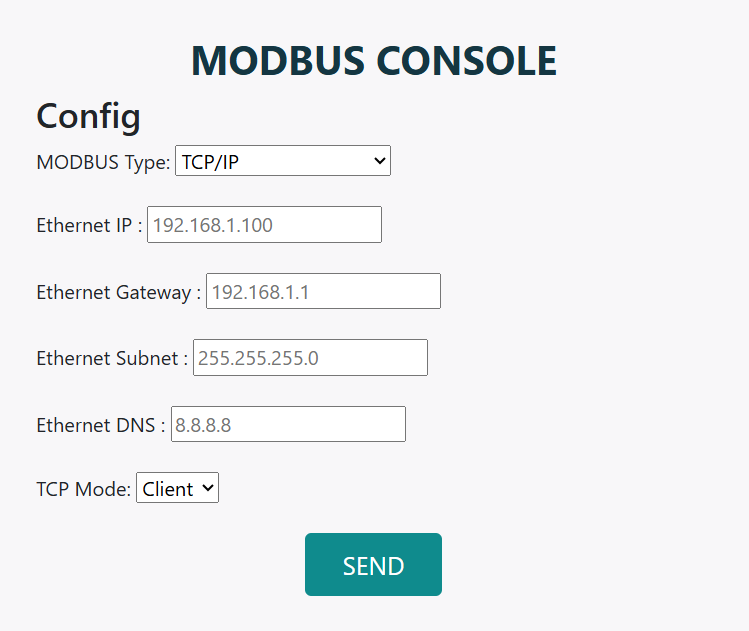 MODBUS CONSOLE
Config
MODBUS Type: TCP/IP
Ethernet IP : 192.168.1.100
Ethernet Gateway : 192.168.1.1
Ethernet Subnet : 255.255.255.0
Ethernet DNS : 8.8.8.8
TCP Mode: Client
SEND